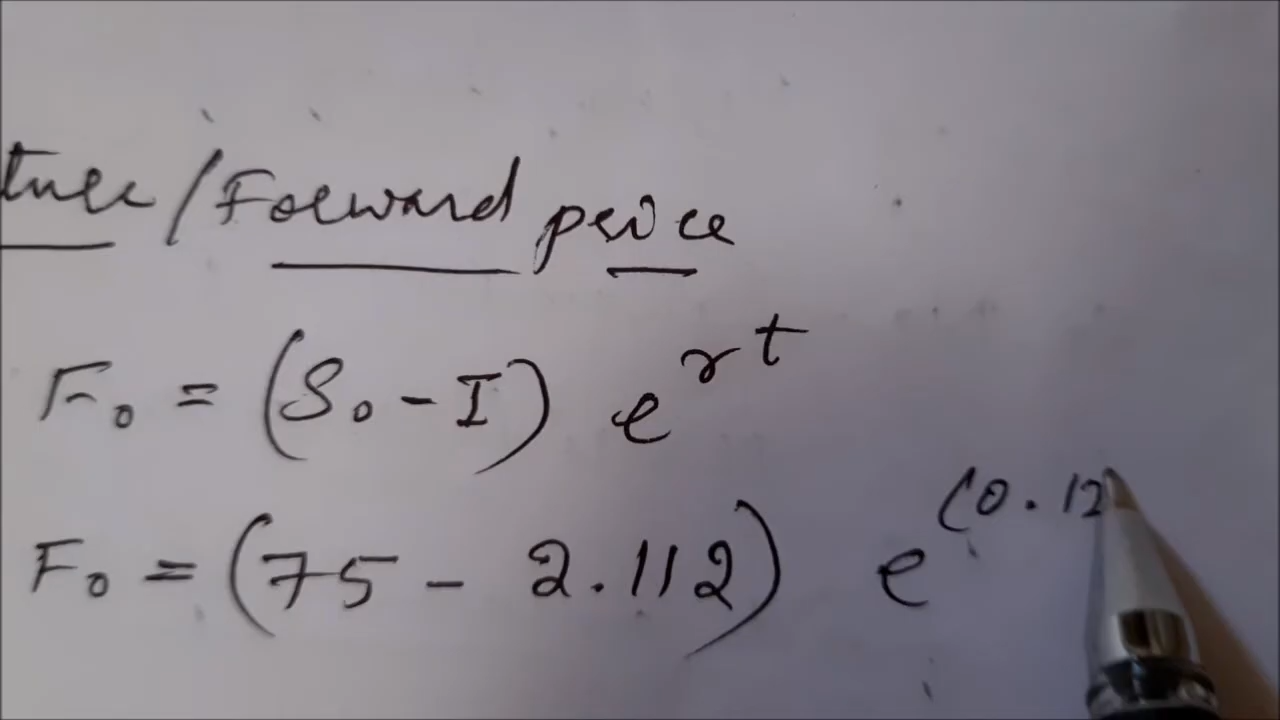 ture/Forward price
F₀ = (S₀ - I) e^rt
F₀ = (75 - 2.112) e^(0.12